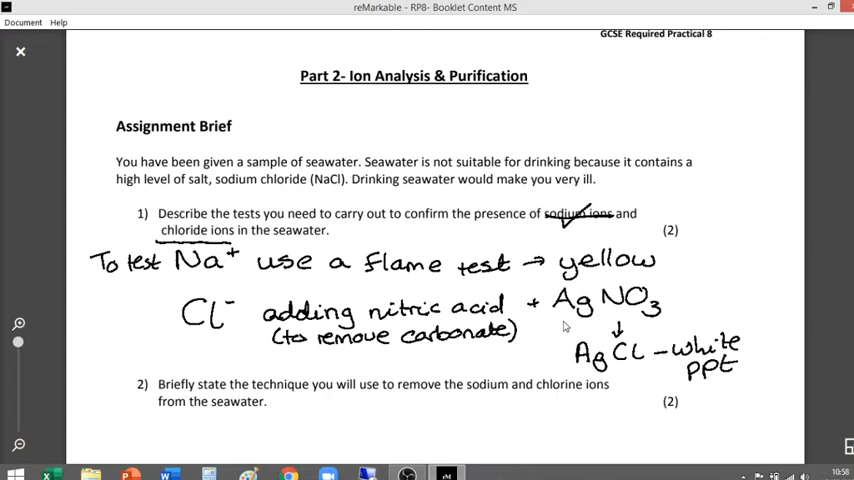 reMarkable - RP8- Booklet Content MS
Document Help
GCSE Required Practical 8
Part 2- Ion Analysis & Purification
Assignment Brief
You have been given a sample of seawater. Seawater is not suitable for drinking because it contains a
high level of salt, sodium chloride (NaCl). Drinking seawater would make you very ill.
1) Describe the tests you need to carry out to confirm the presence of sodium ions and
chloride ions in the seawater. (2)
To test Na+ use a flame test → yellow
Cl- adding nitric acid + AgNO3
(to remove carbonate) ↓
AgCl - white
ppt
2) Briefly state the technique you will use to remove the sodium and chlorine ions
from the seawater. (2)
10:58